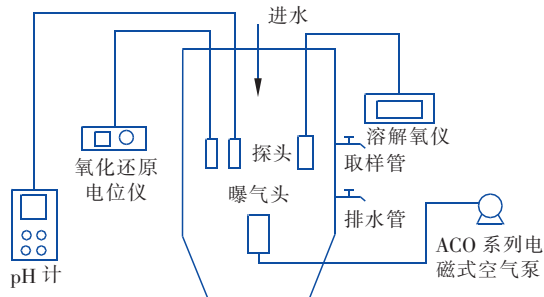 进水
溶解氧仪
氧化还原
电位仪
探头
取样管
曝气头
排水管
pH 计
ACO 系列电
磁式空气泵